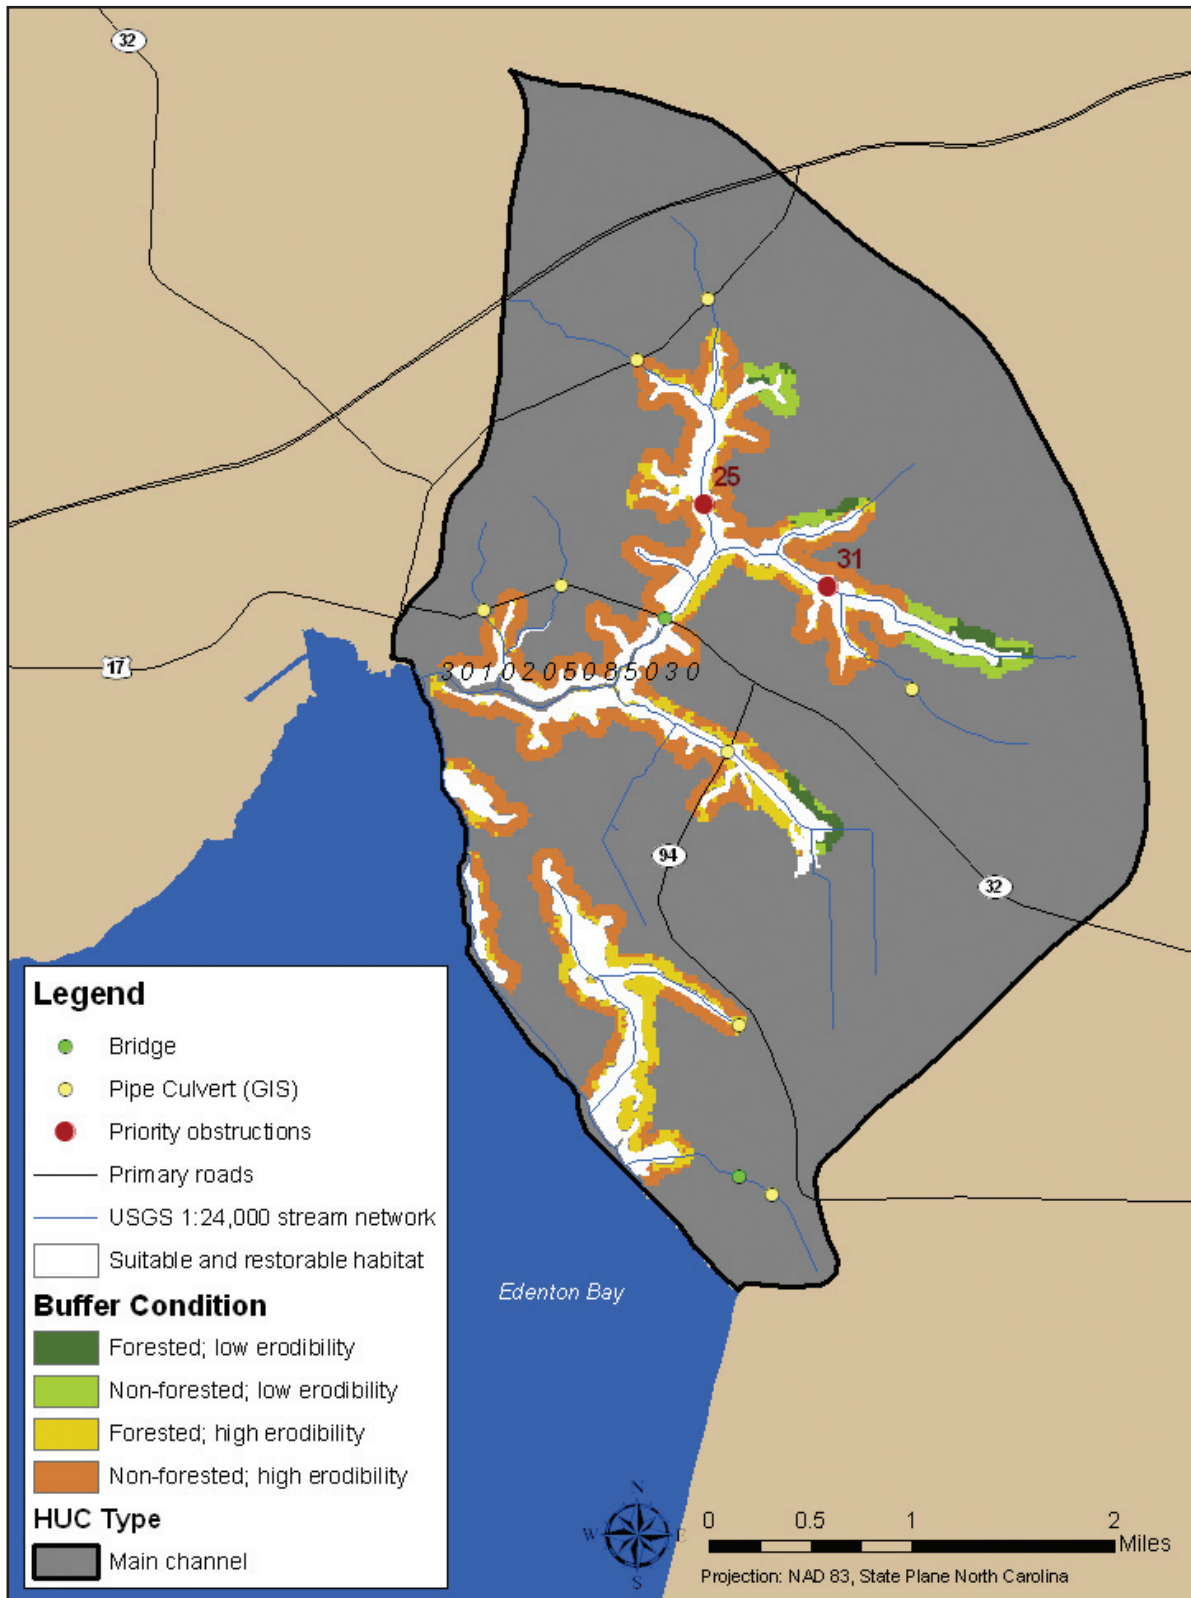 32
25
31
3010205085030
17
94
32
Legend
Bridge
Pipe Culvert (GIS)
Priority obstructions
Primary roads
USGS 1:24,000 stream network
Suitable and restorable habitat
Buffer Condition
Forested; low erodibility
Non-forested; low erodibility
Forested; high erodibility
Non-forested; high erodibility
HUC Type
Main channel
Edenton Bay
N
W E
S
0 0.5 1 2
Miles
Projection: NAD 83, State Plane North Carolina